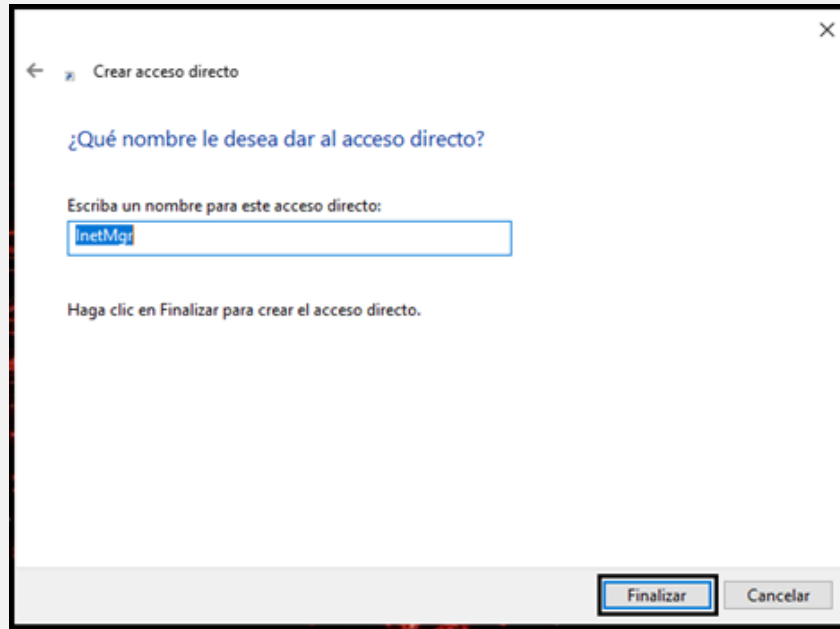 Crear acceso directo
¿Qué nombre le desea dar al acceso directo?
Escriba un nombre para este acceso directo:
InetMgr
Haga clic en Finalizar para crear el acceso directo.
Finalizar
Cancelar